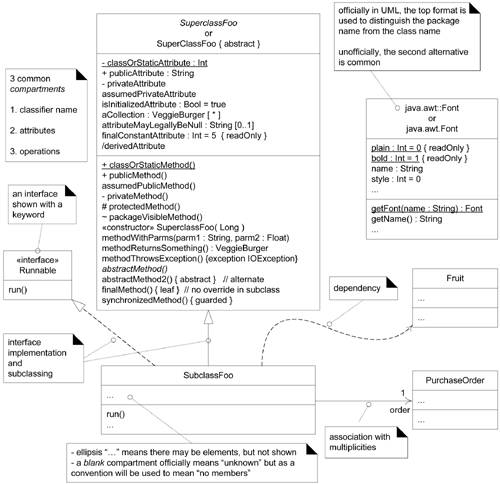 SuperclassFoo
or
SuperClassFoo { abstract }
- classOrStaticAttribute : Int
+ publicAttribute : String
- privateAttribute
assumedPrivateAttribute
isInitializedAttribute : Bool = true
aCollection : VeggieBurger [ * ]
attributeMayLegallyBeNull : String [0..1]
finalConstantAttribute : Int = 5 { readOnly }
/derivedAttribute
+ classOrStaticMethod()
+ publicMethod()
assumedPublicMethod()
- privateMethod()
# protectedMethod()
~ packageVisibleMethod()
«constructor» SuperclassFoo( Long )
methodWithParms(parm1 : String, parm2 : Float)
methodReturnsSomething() : VeggieBurger
methodThrowsException() {exception IOException}
abstractMethod()
abstractMethod2() { abstract } // alternate
finalMethod() { leaf } // no override in subclass
synchronizedMethod() { guarded }
3 common
compartments
1. classifier name
2. attributes
3. operations
officially in UML, the top format is
used to distinguish the package
name from the class name
unofficially, the second alternative
is common
java.awt::Font
or
java.awt.Font
plain : Int = 0 { readOnly }
bold : Int = 1 { readOnly }
name : String
style : Int = 0
...
getFont(name : String) : Font
getName() : String
...
an interface
shown with a
keyword
«interface»
Runnable
run()
interface
implementation
and
subclassing
dependency
Fruit
...
...
SubclassFoo
...
run()
...
1
order
PurchaseOrder
...
...
association with
multiplicities
- ellipsis “…” means there may be elements, but not shown
- a blank compartment officially means “unknown” but as a
convention will be used to mean “no members”